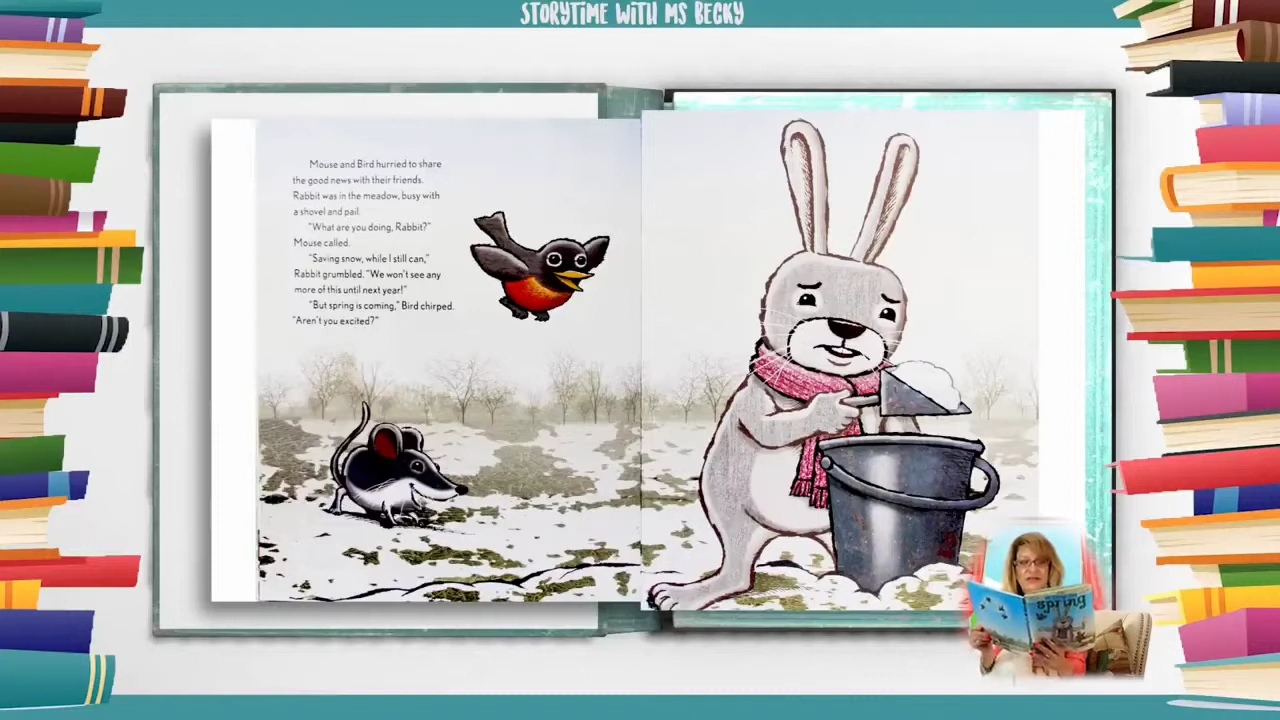 STORYTIME WITH MS BECKY
Mouse and Bird hurried to share
the good news with their friends.
Rabbit was in the meadow, busy with
a shovel and pail.
"What are you doing, Rabbit?"
Mouse called.
"Saving snow, while I still can,"
Rabbit grumbled. "We won't see any
more of this until next year!"
"But spring is coming," Bird chirped.
"Aren't you excited?"
spring